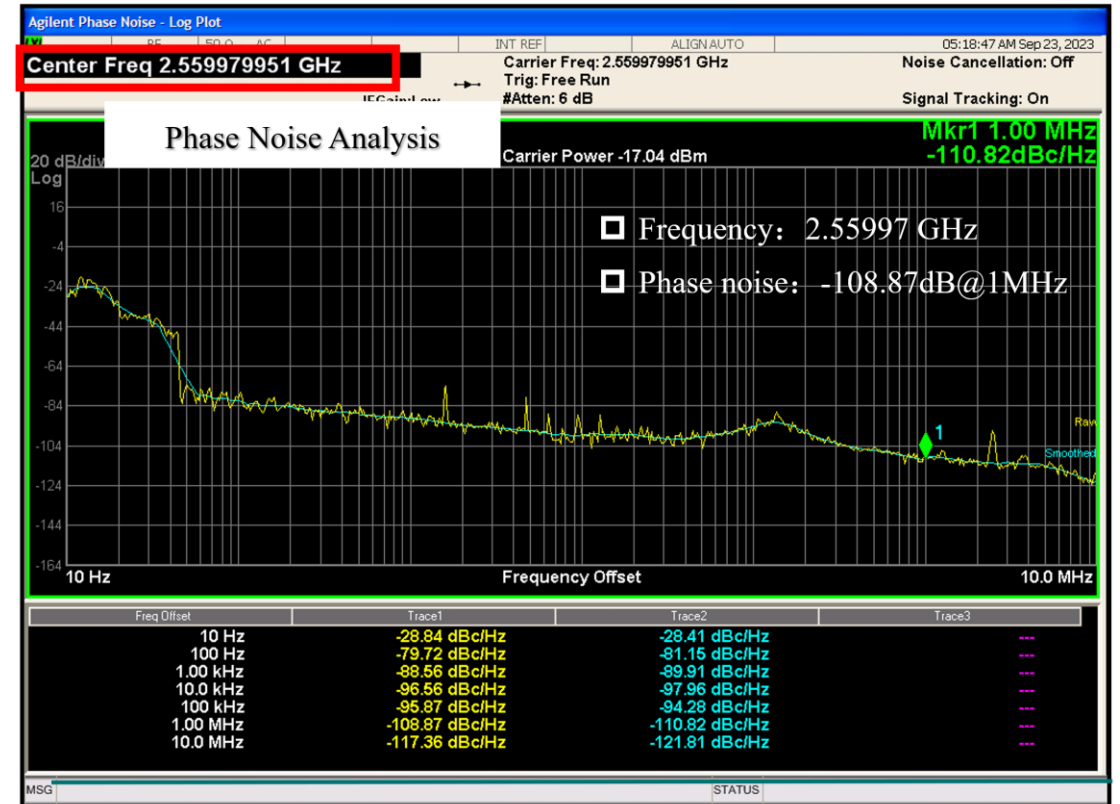 Agilent Phase Noise - Log Plot
RF 50 Ω AC INT REF ALIGN AUTO 05:18:47 AM Sep 23, 2023
Center Freq 2.559979951 GHz Carrier Freq: 2.559979951 GHz Noise Cancellation: Off
Trig: Free Run
IFGain:Low #Atten: 6 dB Signal Tracking: On
Phase Noise Analysis
Mkr1 1.00 MHz
20 dB/div Carrier Power -17.04 dBm -110.82dBc/Hz
Log
16
Frequency：2.55997 GHz
-4
Phase noise：-108.87dB@1MHz
-24
-44
-64
-84
Raw
1
-104
Smoothed
-124
-144
-164
10 Hz Frequency Offset 10.0 MHz
Freq Offset Trace1 Trace2 Trace3
10 Hz -28.84 dBc/Hz -28.41 dBc/Hz ---
100 Hz -79.72 dBc/Hz -81.15 dBc/Hz ---
1.00 kHz -88.56 dBc/Hz -89.91 dBc/Hz ---
10.0 kHz -96.56 dBc/Hz -97.96 dBc/Hz ---
100 kHz -95.87 dBc/Hz -94.28 dBc/Hz ---
1.00 MHz -108.87 dBc/Hz -110.82 dBc/Hz ---
10.0 MHz -117.36 dBc/Hz -121.81 dBc/Hz ---
MSG STATUS